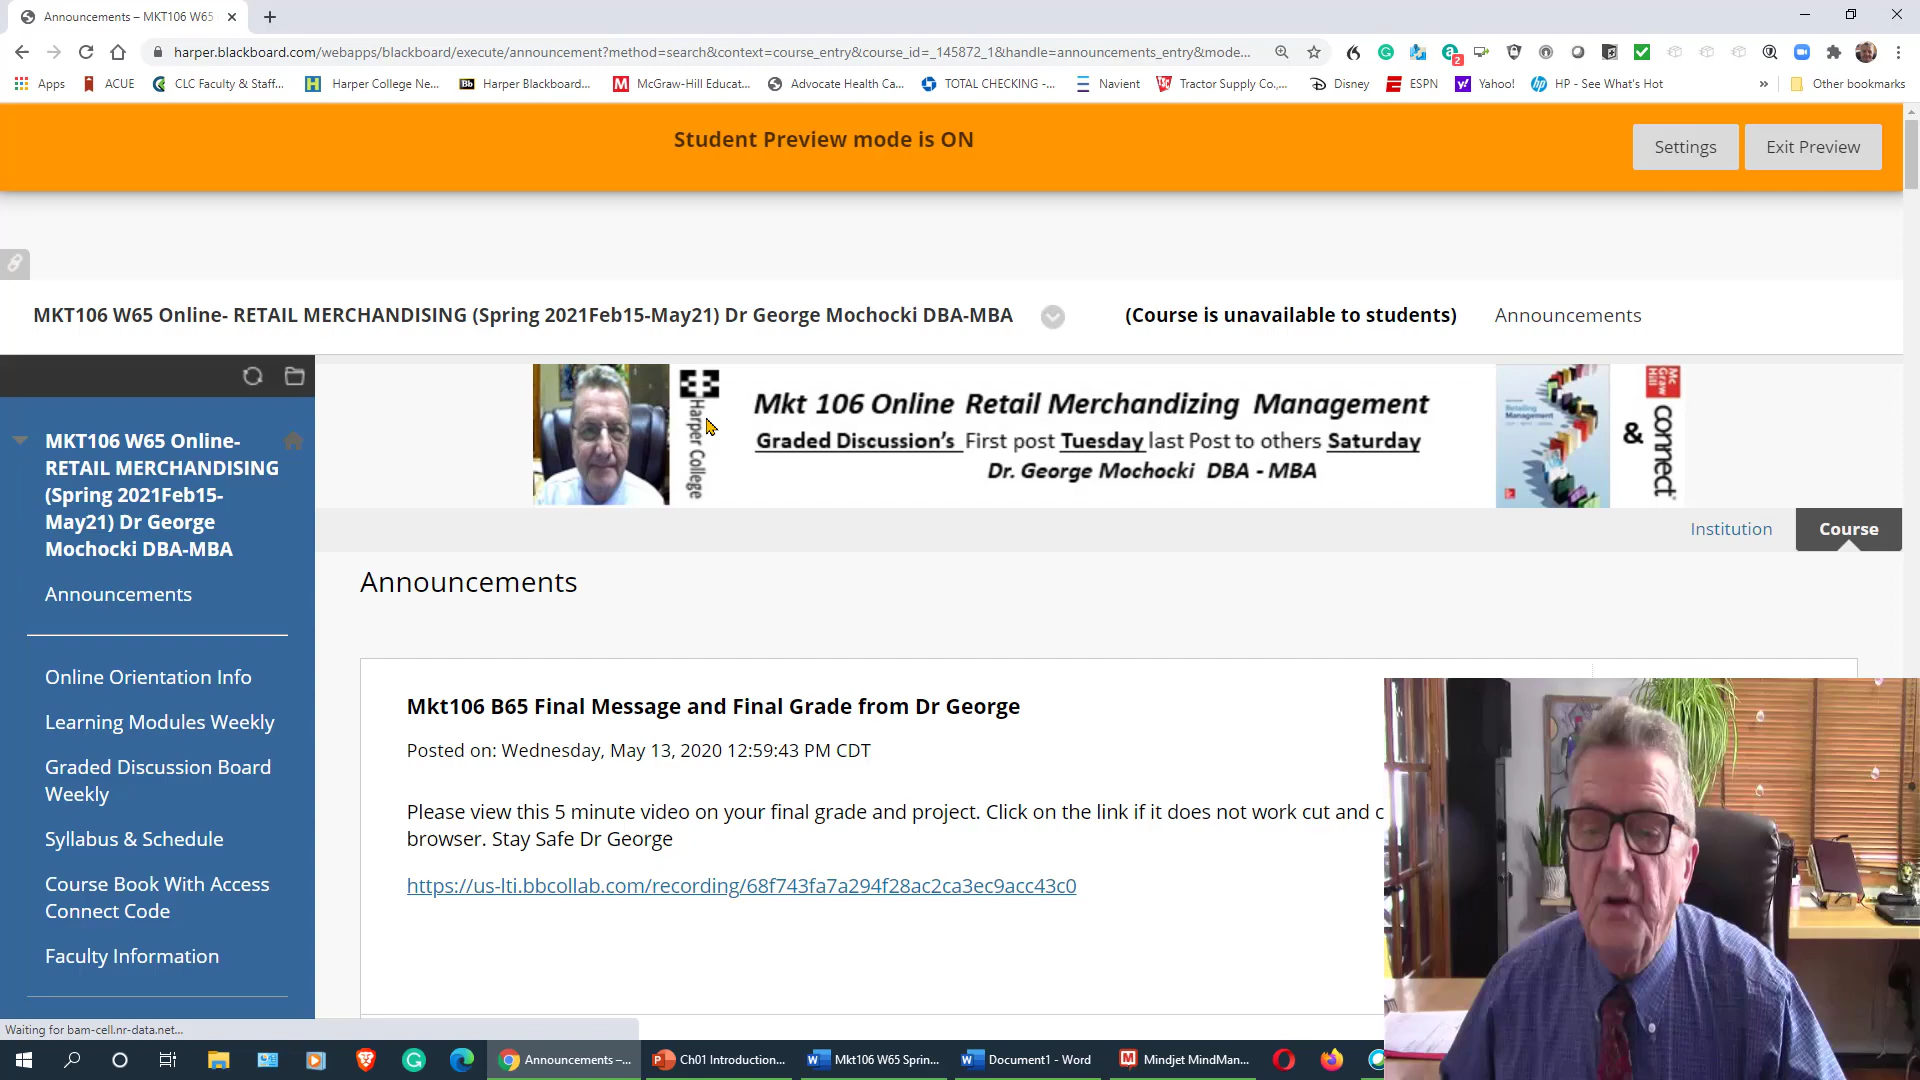 Announcements – MKT106 W65
harper.blackboard.com/webapps/blackboard/execute/announcement?method=search&context=course_entry&course_id=_145872_1&handle=announcements_entry&mode...
2
Apps
ACUE
CLC Faculty & Staff...
Harper College Ne...
Bb
Harper Blackboard...
McGraw-Hill Educat...
Advocate Health Ca...
TOTAL CHECKING -...
Navient
Tractor Supply Co.,...
Disney
ESPN
Yahoo!
HP - See What's Hot
»
Other bookmarks
Student Preview mode is ON
Settings
Exit Preview
MKT106 W65 Online- RETAIL MERCHANDISING (Spring 2021Feb15-May21) Dr George Mochocki DBA-MBA
(Course is unavailable to students)
Announcements
MKT106 W65 Online-
RETAIL MERCHANDISING
(Spring 2021Feb15-
May21) Dr George
Mochocki DBA-MBA
Announcements
Online Orientation Info
Learning Modules Weekly
Graded Discussion Board
Weekly
Syllabus & Schedule
Course Book With Access
Connect Code
Faculty Information
Harper College
Mkt 106 Online Retail Merchandizing Management
Graded Discussion's First post Tuesday last Post to others Saturday
Dr. George Mochocki DBA - MBA
Retailing
Management
&
Mc
Graw
Hill
connect
Institution
Course
Announcements
Mkt106 B65 Final Message and Final Grade from Dr George
Posted on: Wednesday, May 13, 2020 12:59:43 PM CDT
Please view this 5 minute video on your final grade and project. Click on the link if it does not work cut and c
browser. Stay Safe Dr George
https://us-lti.bbcollab.com/recording/68f743fa7a294f28ac2ca3ec9acc43c0
Waiting for bam-cell.nr-data.net...
Announcements –...
Ch01 Introduction...
Mkt106 W65 Sprin...
Document1 - Word
Mindjet MindMan...